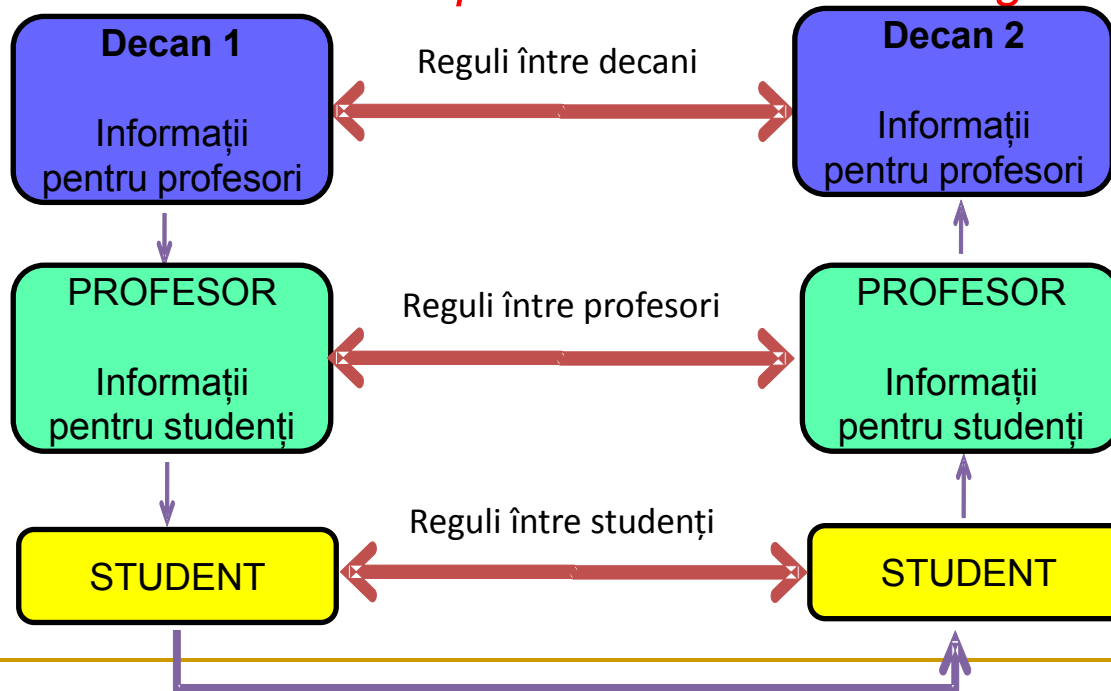 Decan 1
Informații
pentru profesori
Reguli între decani
Decan 2
Informații
pentru profesori
PROFESOR
Informații
pentru studenți
Reguli între profesori
PROFESOR
Informații
pentru studenți
STUDENT
Reguli între studenți
STUDENT